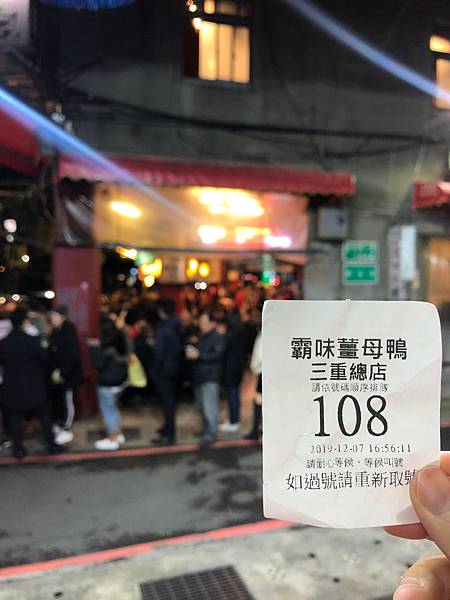 霸味薑母鴨
三重總店
請依號碼順序排隊
108
2019-12-07 16:56:11
請耐心等候、等候叫號
如過號請重新取號